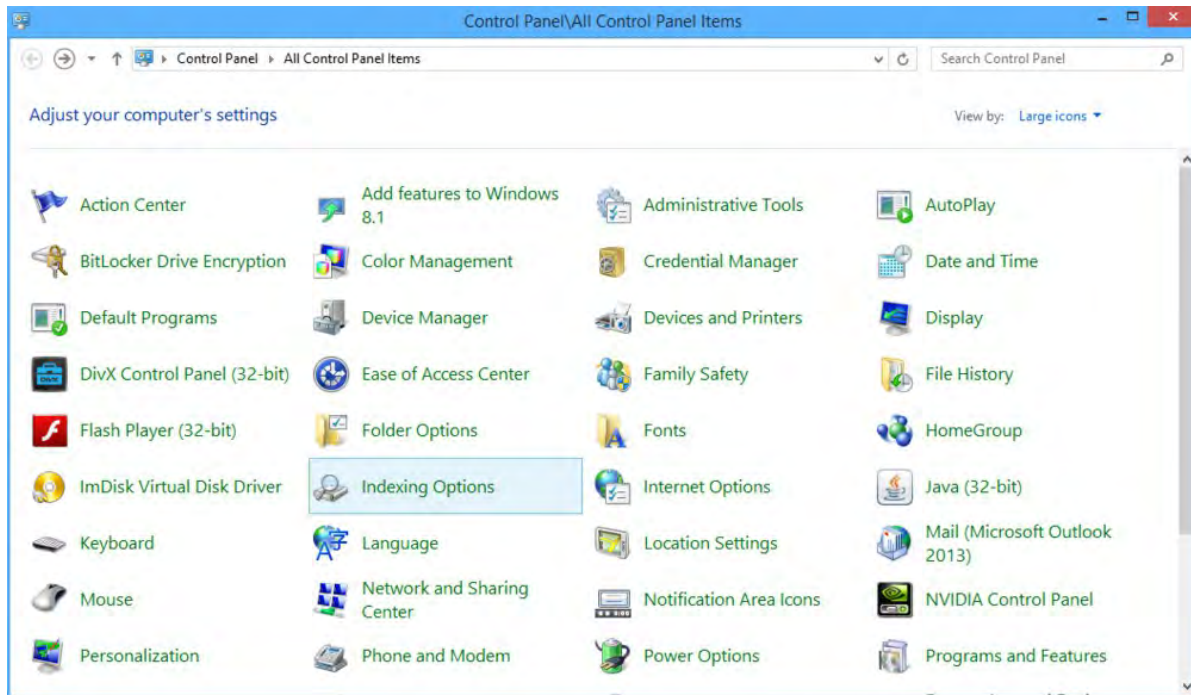 Control Panel\All Control Panel Items
Control Panel All Control Panel Items
Search Control Panel
Adjust your computer's settings
View by: Large icons
Action Center
Add features to Windows
8.1
Administrative Tools
AutoPlay
BitLocker Drive Encryption
Color Management
Credential Manager
Date and Time
Default Programs
Device Manager
Devices and Printers
Display
DivX Control Panel (32-bit)
Ease of Access Center
Family Safety
File History
Flash Player (32-bit)
Folder Options
Fonts
HomeGroup
ImDisk Virtual Disk Driver
Indexing Options
Internet Options
Java (32-bit)
Keyboard
Language
Location Settings
Mail (Microsoft Outlook
2013)
Mouse
Network and Sharing
Center
Notification Area Icons
NVIDIA Control Panel
Personalization
Phone and Modem
Power Options
Programs and Features